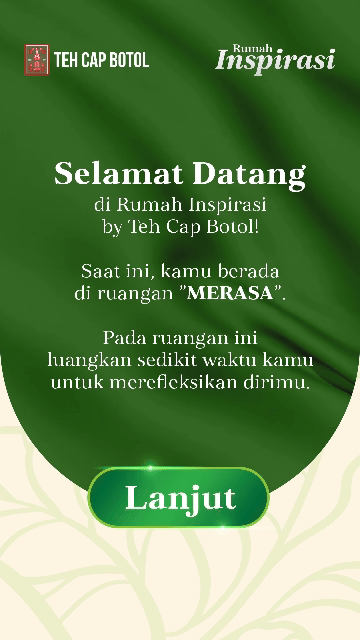 TEH CAP BOTOL
Rumah
Inspirasi
Selamat Datang
di Rumah Inspirasi
by Teh Cap Botol!
Saat ini, kamu berada
di ruangan "MERASA".
Pada ruangan ini
luangkan sedikit waktu kamu
untuk merefleksikan dirimu.
Lanjut